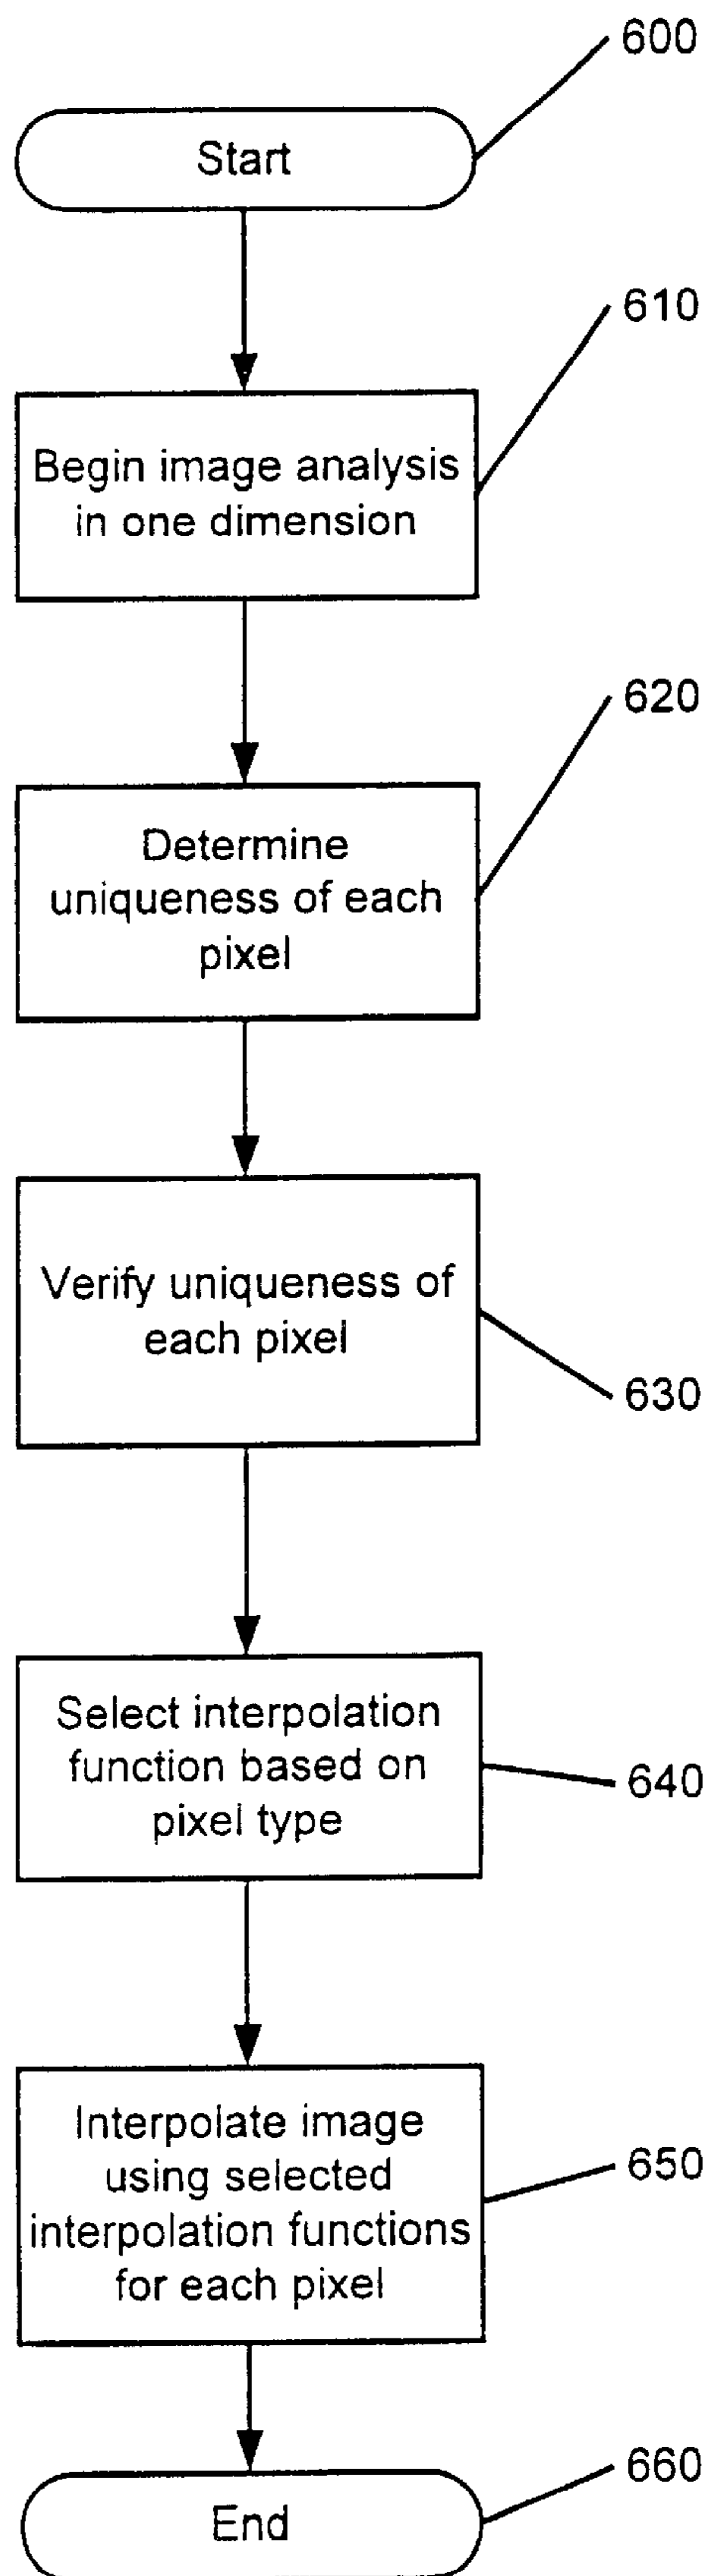 600
Start
610
Begin image analysis
in one dimension
620
Determine
uniqueness of each
pixel
Verify uniqueness of
each pixel
630
Select interpolation
function based on
pixel type
640
Interpolate image
using selected
interpolation functions
for each pixel
650
660
End